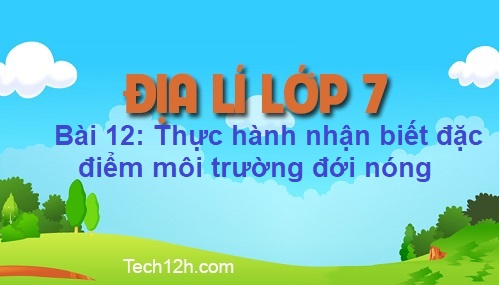 ĐỊA LÍ LỚP 7
Bài 12: Thực hành nhận biết đặc
điểm môi trường đới nóng
Tech12h.com